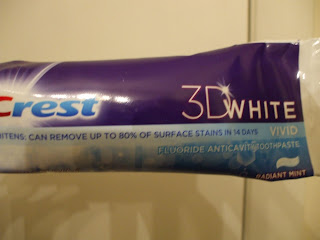 Crest 3D WHITE
ITENS: CAN REMOVE UP TO 80% OF SURFACE STAINS IN 14 DAYS VIVID
FLUORIDE ANTICAVITY TOOTHPASTE
RADIANT MINT